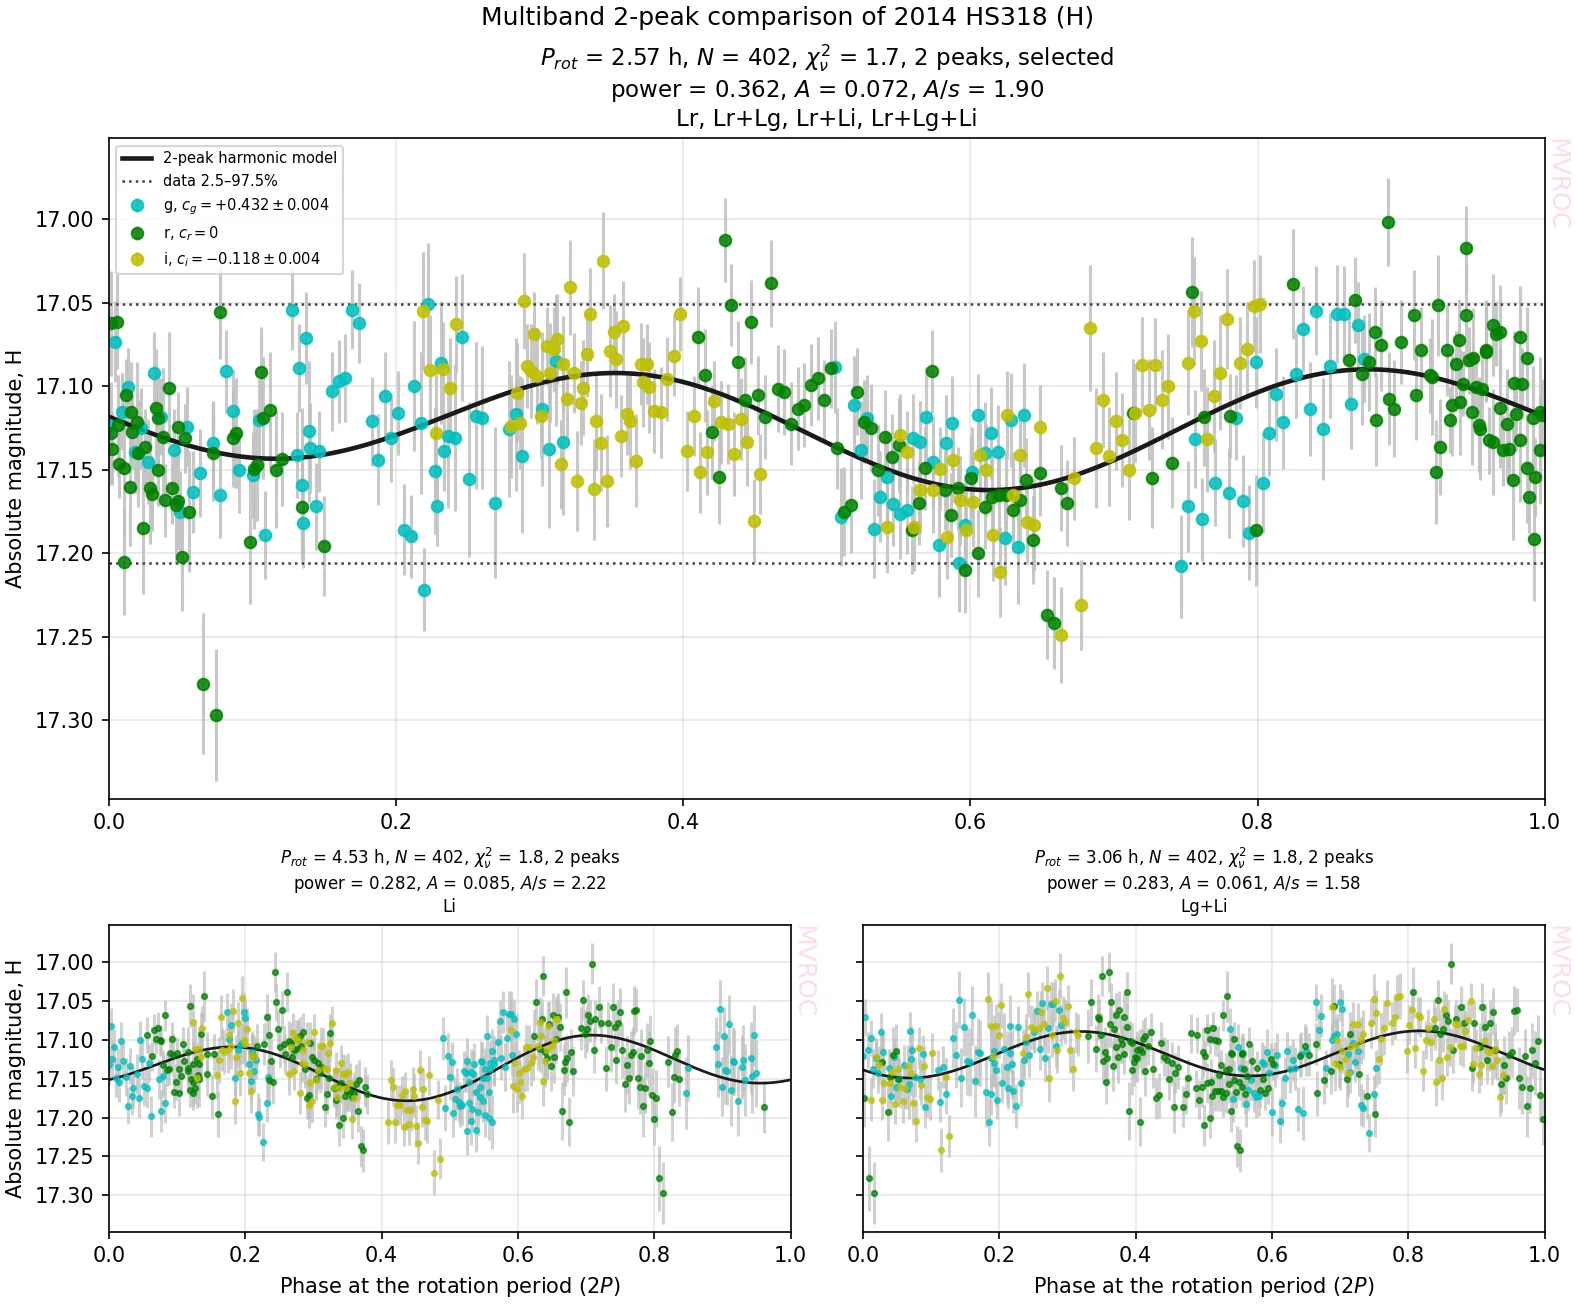 Multiband 2-peak comparison of 2014 HS318 (H)
P_rot = 2.57 h, N = 402, χ²_ν = 1.7, 2 peaks, selected
power = 0.362, A = 0.072, A/s = 1.90
Lr, Lr+Lg, Lr+Li, Lr+Lg+Li
2-peak harmonic model
data 2.5–97.5%
g, c_g = +0.432 ± 0.004
r, c_r = 0
i, c_i = −0.118 ± 0.004
MVROC
Absolute magnitude, H
17.00
17.05
17.10
17.15
17.20
17.25
17.30
0.0 0.2 0.4 0.6 0.8 1.0
P_rot = 4.53 h, N = 402, χ²_ν = 1.8, 2 peaks
power = 0.282, A = 0.085, A/s = 2.22
Li
MVROC
Absolute magnitude, H
17.00
17.05
17.10
17.15
17.20
17.25
17.30
0.0 0.2 0.4 0.6 0.8 1.0
Phase at the rotation period (2P)
P_rot = 3.06 h, N = 402, χ²_ν = 1.8, 2 peaks
power = 0.283, A = 0.061, A/s = 1.58
Lg+Li
MVROC
0.0 0.2 0.4 0.6 0.8 1.0
Phase at the rotation period (2P)